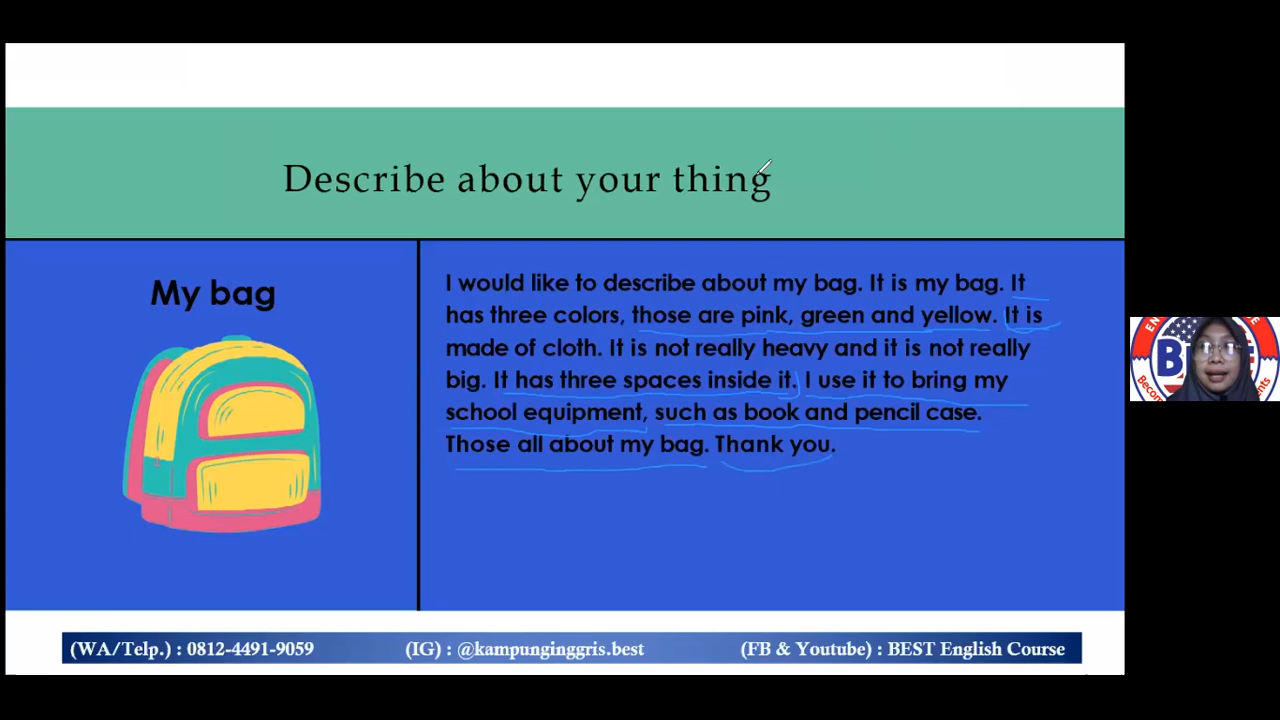 Describe about your thing
My bag
I would like to describe about my bag. It is my bag. It
has three colors, those are pink, green and yellow. It is
made of cloth. It is not really heavy and it is not really
big. It has three spaces inside it. I use it to bring my
school equipment, such as book and pencil case.
Those all about my bag. Thank you.
(WA/Telp.) : 0812-4491-9059 (IG) : @kampunginggris.best (FB & Youtube) : BEST English Course